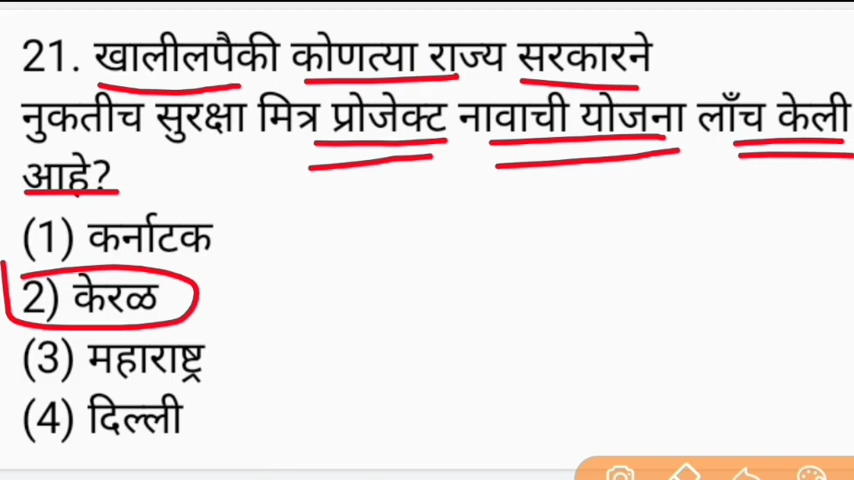 21. खालीलपैकी कोणत्या राज्य सरकारने
नुकतीच सुरक्षा मित्र प्रोजेक्ट नावाची योजना लाँच केली
आहे?
(1) कर्नाटक
2) केरळ
(3) महाराष्ट्र
(4) दिल्ली